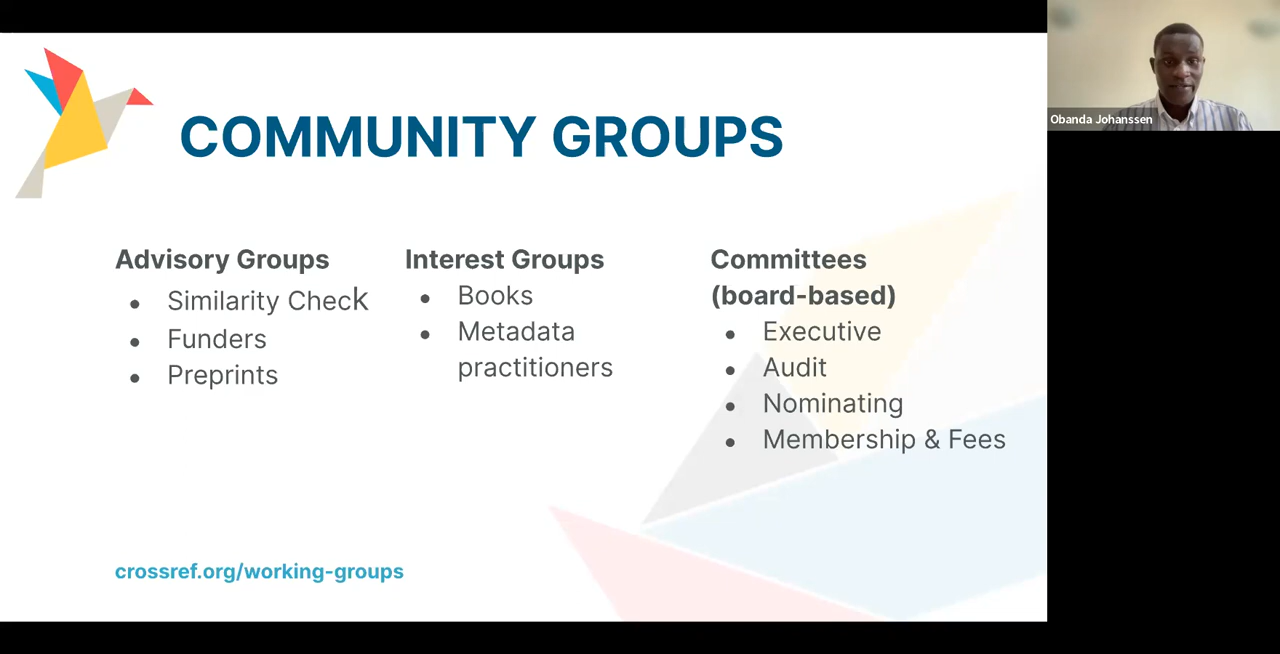 COMMUNITY GROUPS
Advisory Groups
Similarity Check
Funders
Preprints
Interest Groups
Books
Metadata
practitioners
Committees
(board-based)
Executive
Audit
Nominating
Membership & Fees
crossref.org/working-groups
Obanda Johanssen